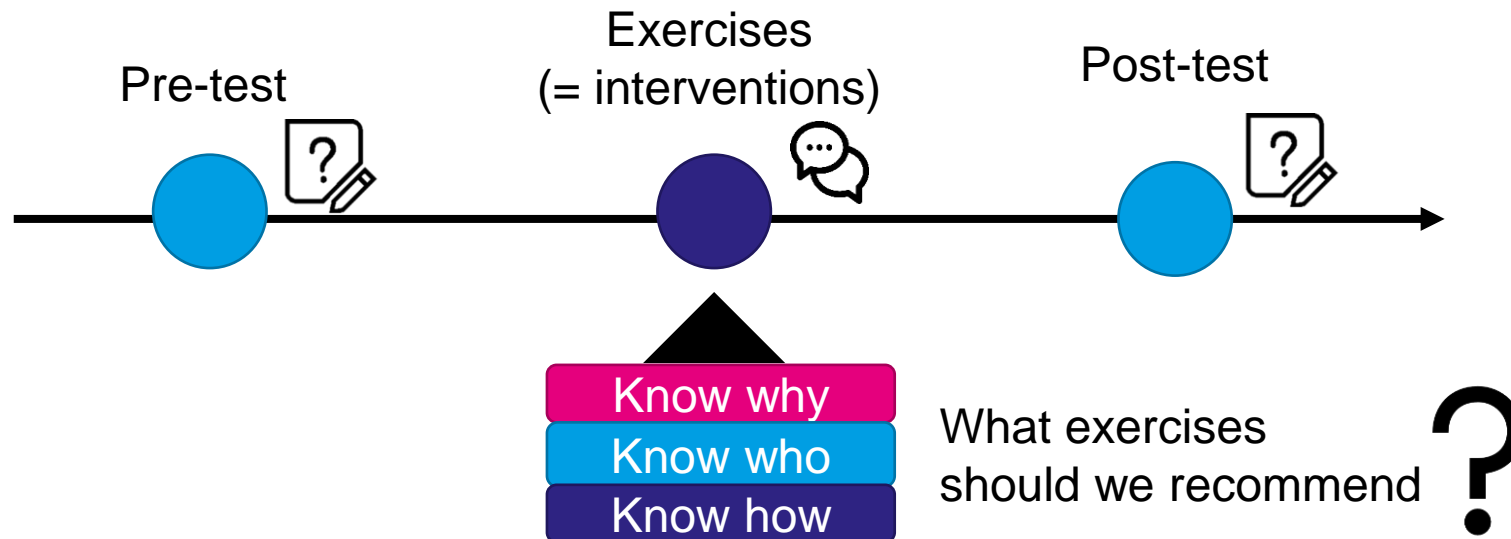 Pre-test
Exercises
(= interventions)
Post-test
?
?
Know why
Know who
Know how
What exercises
should we recommend ?